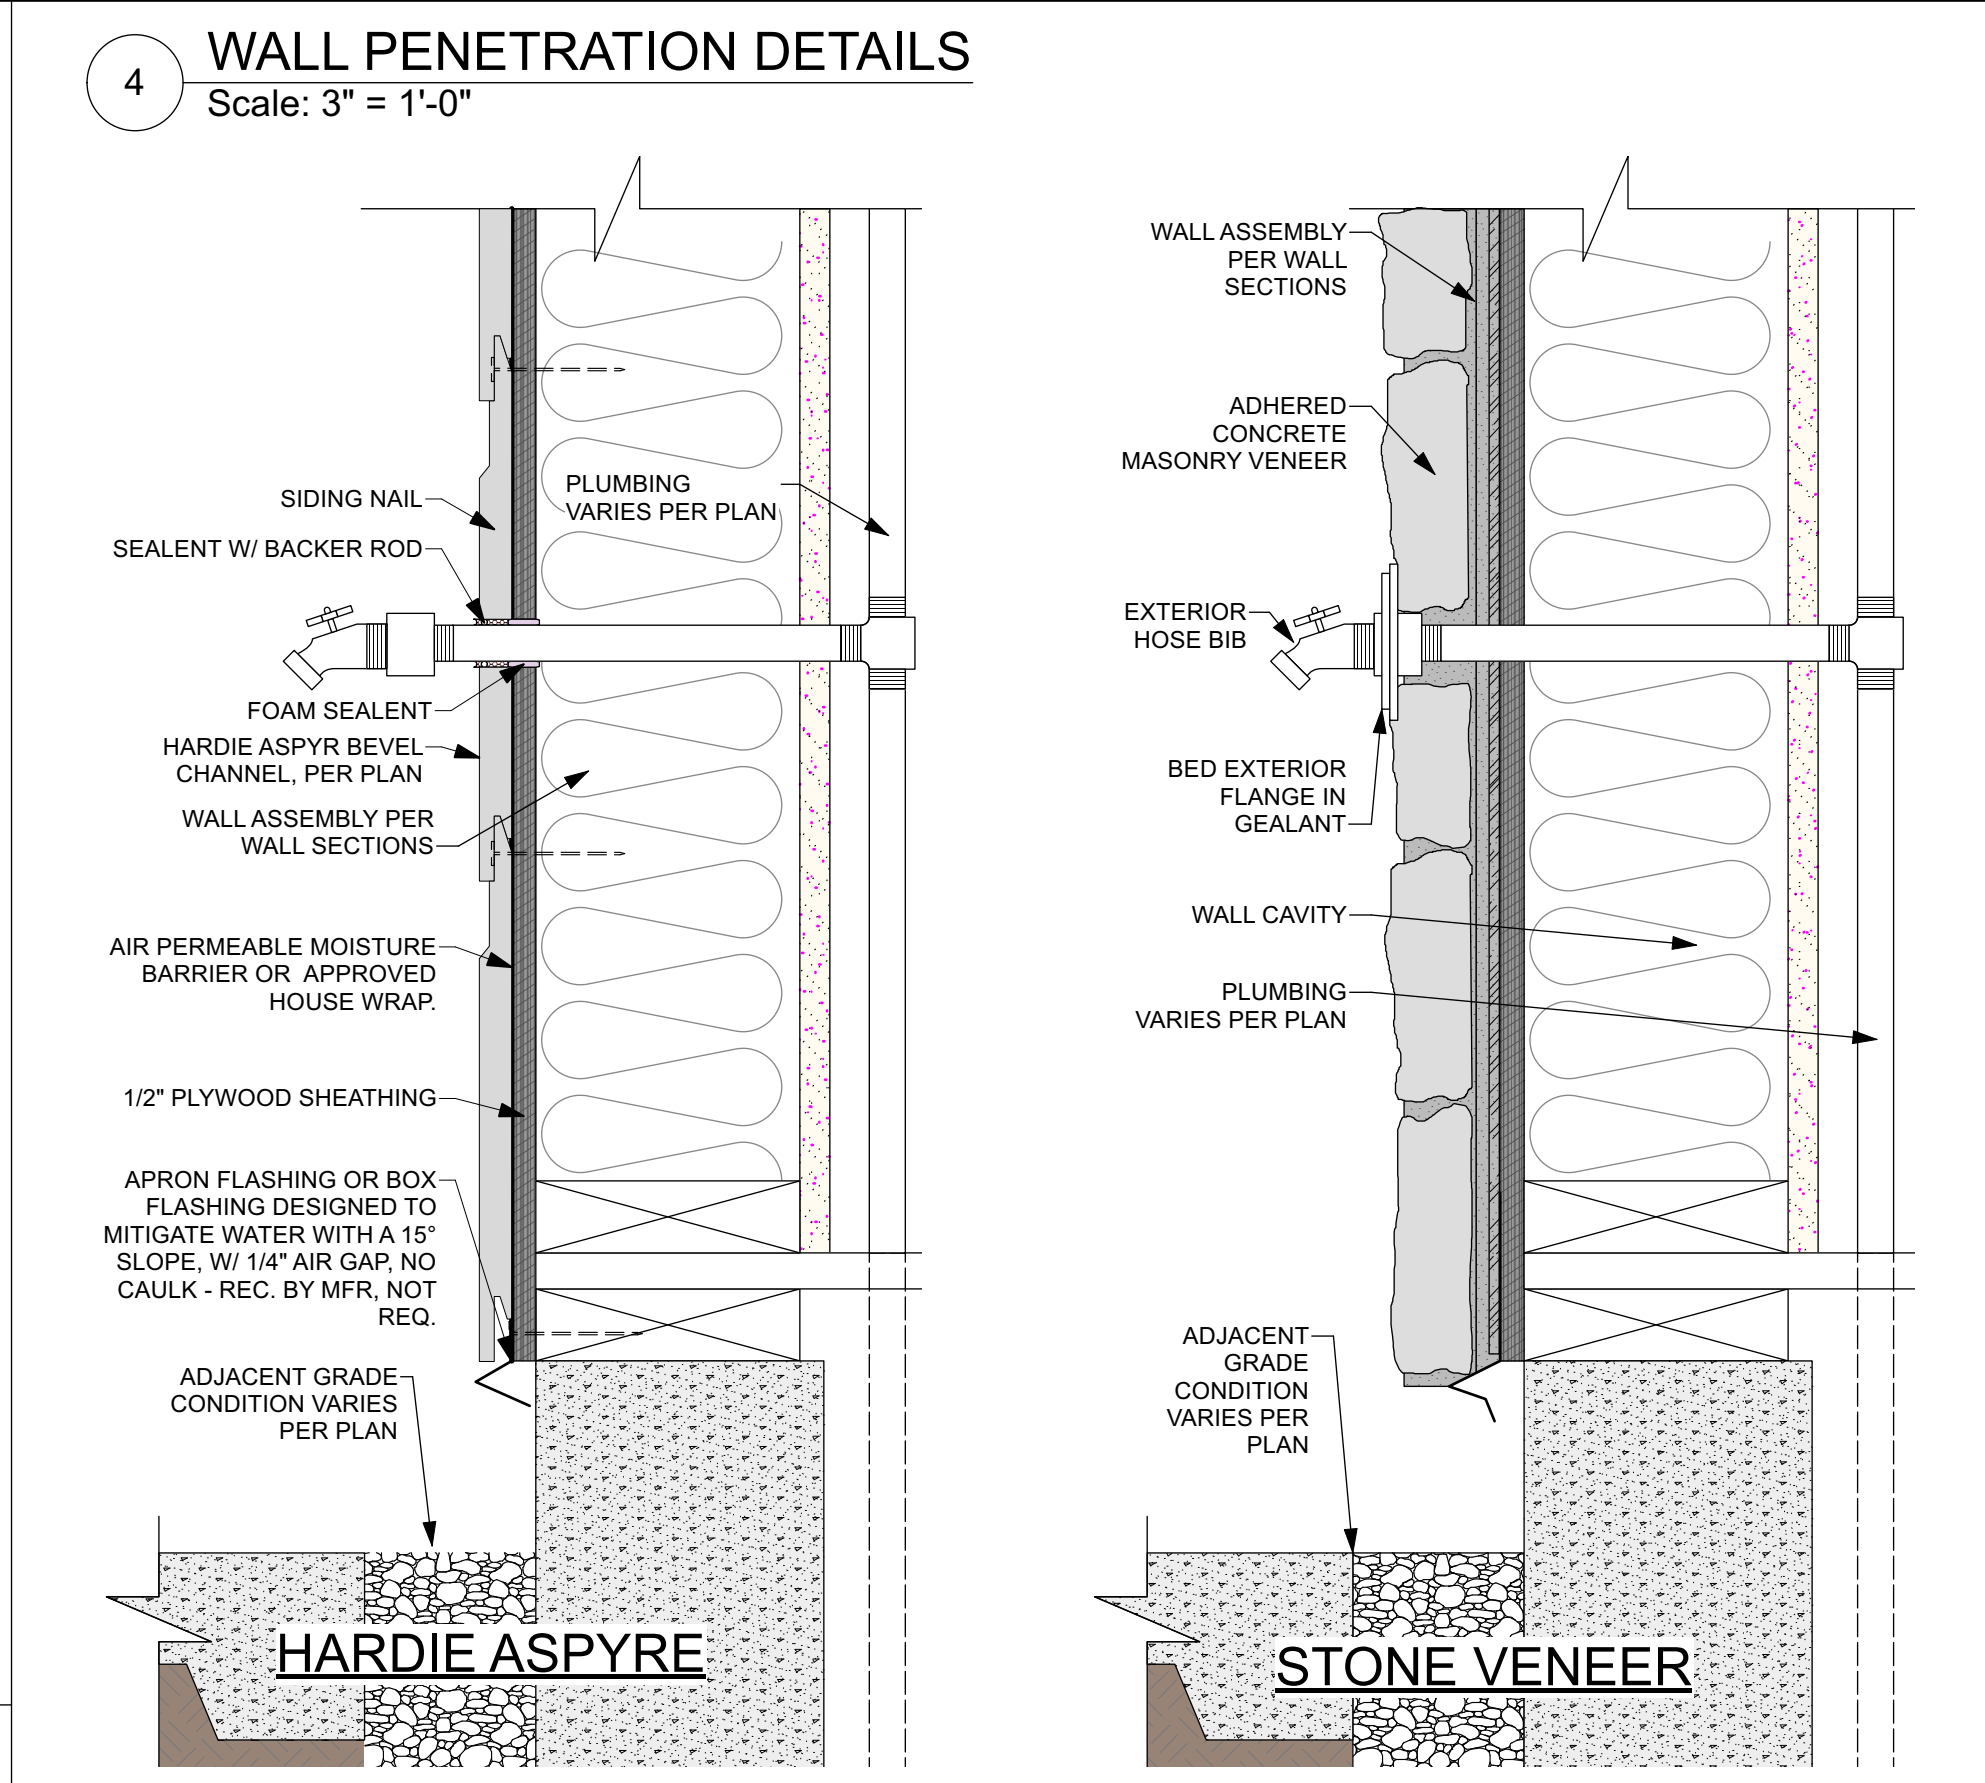 4
WALL PENETRATION DETAILS
Scale: 3" = 1'-0"
SIDING NAIL
SEALENT W/ BACKER ROD
PLUMBING
VARIES PER PLAN
FOAM SEALENT
HARDIE ASPYR BEVEL
CHANNEL, PER PLAN
WALL ASSEMBLY PER
WALL SECTIONS
AIR PERMEABLE MOISTURE
BARRIER OR APPROVED
HOUSE WRAP.
1/2" PLYWOOD SHEATHING
APRON FLASHING OR BOX
FLASHING DESIGNED TO
MITIGATE WATER WITH A 15°
SLOPE, W/ 1/4" AIR GAP, NO
CAULK - REC. BY MFR, NOT
REQ.
ADJACENT GRADE
CONDITION VARIES
PER PLAN
HARDIE ASPYRE
WALL ASSEMBLY
PER WALL
SECTIONS
ADHERED
CONCRETE
MASONRY VENEER
EXTERIOR
HOSE BIB
BED EXTERIOR
FLANGE IN
GEALANT
WALL CAVITY
PLUMBING
VARIES PER PLAN
ADJACENT
GRADE
CONDITION
VARIES PER
PLAN
STONE VENEER